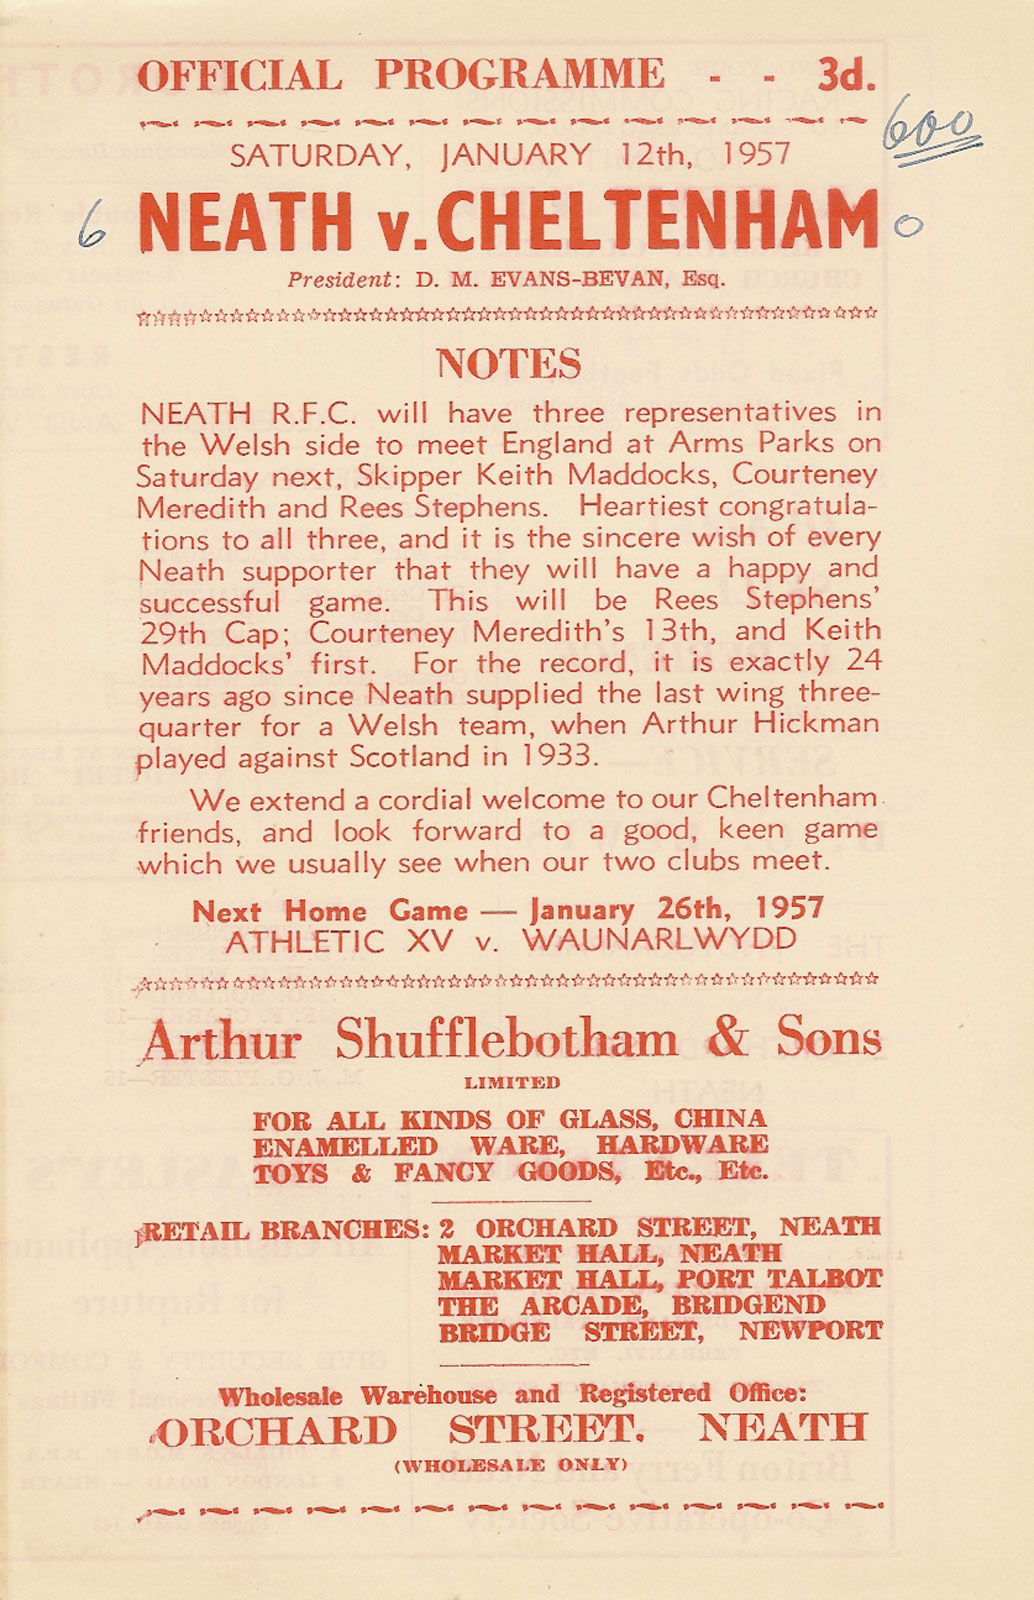 OFFICIAL PROGRAMME - - 3d.
600
SATURDAY, JANUARY 12th, 1957
6 NEATH v. CHELTENHAM 0
President: D. M. EVANS-BEVAN, Esq.
NOTES
NEATH R.F.C. will have three representatives in
the Welsh side to meet England at Arms Parks on
Saturday next, Skipper Keith Maddocks, Courteney
Meredith and Rees Stephens. Heartiest congratula-
tions to all three, and it is the sincere wish of every
Neath supporter that they will have a happy and
successful game. This will be Rees Stephens'
29th Cap; Courteney Meredith's 13th, and Keith
Maddocks' first. For the record, it is exactly 24
years ago since Neath supplied the last wing three-
quarter for a Welsh team, when Arthur Hickman
played against Scotland in 1933.
We extend a cordial welcome to our Cheltenham
friends, and look forward to a good, keen game
which we usually see when our two clubs meet.
Next Home Game — January 26th, 1957
ATHLETIC XV v. WAUNARLWYDD
Arthur Shufflebotham & Sons
LIMITED
FOR ALL KINDS OF GLASS, CHINA
ENAMELLED WARE, HARDWARE
TOYS & FANCY GOODS, Etc., Etc.
RETAIL BRANCHES: 2 ORCHARD STREET, NEATH
MARKET HALL, NEATH
MARKET HALL, PORT TALBOT
THE ARCADE, BRIDGEND
BRIDGE STREET, NEWPORT
Wholesale Warehouse and Registered Office:
ORCHARD STREET. NEATH
(WHOLESALE ONLY)